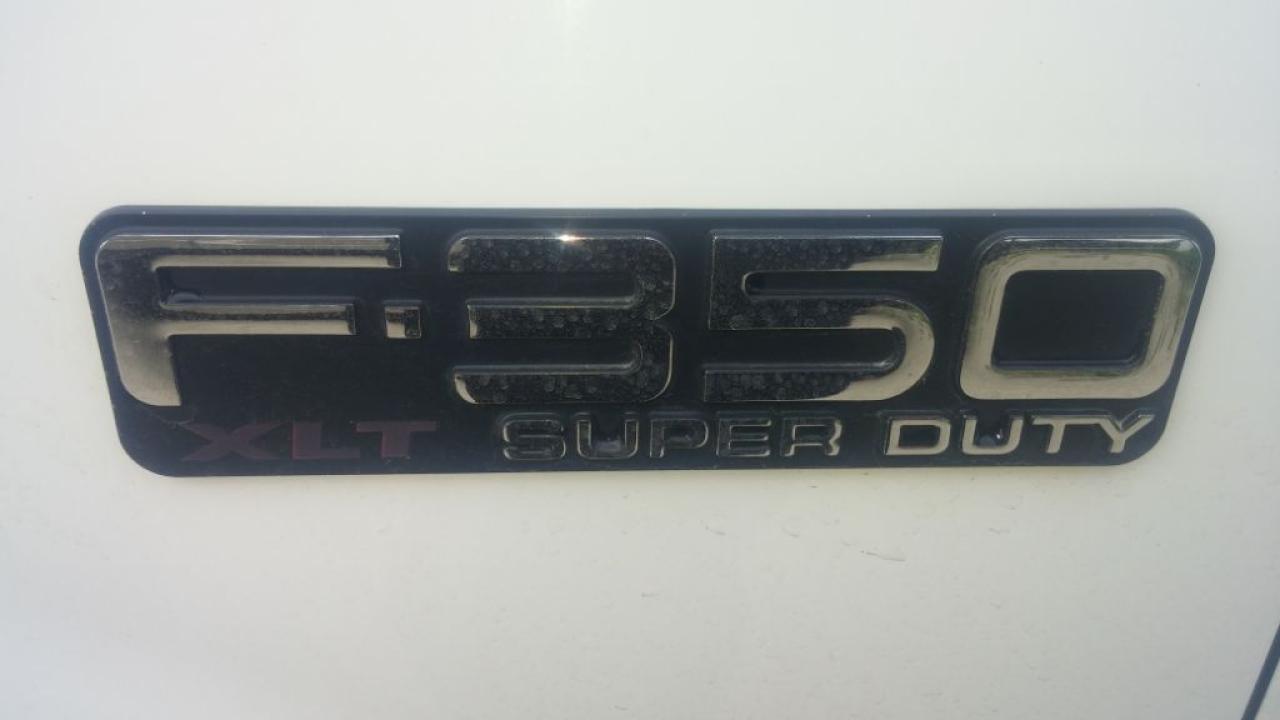 F-350
XLT SUPER DUTY